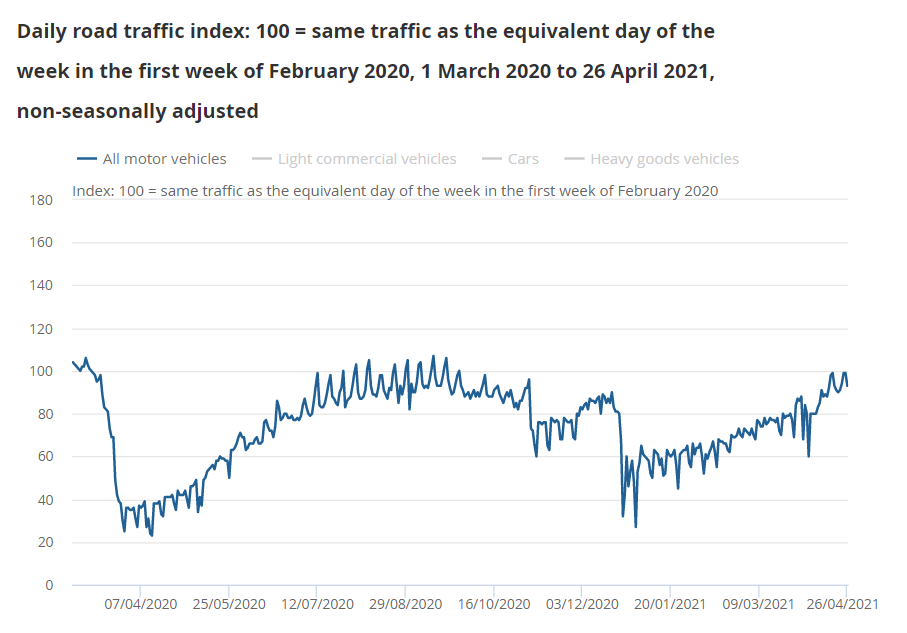 Daily road traffic index: 100 = same traffic as the equivalent day of the
week in the first week of February 2020, 1 March 2020 to 26 April 2021,
non-seasonally adjusted
All motor vehicles Light commercial vehicles Cars Heavy goods vehicles
Index: 100 = same traffic as the equivalent day of the week in the first week of February 2020
180
160
140
120
100
80
60
40
20
0
07/04/2020 25/05/2020 12/07/2020 29/08/2020 16/10/2020 03/12/2020 20/01/2021 09/03/2021 26/04/2021